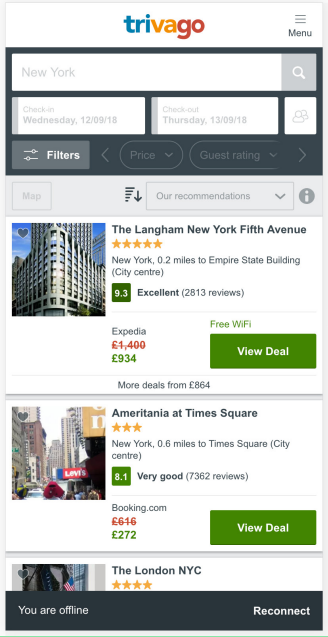 trivago
Menu
New York
Check-in
Wednesday, 12/09/18
Check-out
Thursday, 13/09/18
Filters
Price
Guest rating
Map
Our recommendations
The Langham New York Fifth Avenue
New York, 0.2 miles to Empire State Building
(City centre)
9.3 Excellent (2813 reviews)
Expedia
£1,400
£934
Free WiFi
View Deal
More deals from £864
Ameritania at Times Square
New York, 0.6 miles to Times Square (City
centre)
8.1 Very good (7362 reviews)
Levi's
Booking.com
£616
£272
View Deal
The London NYC
You are offline
Reconnect